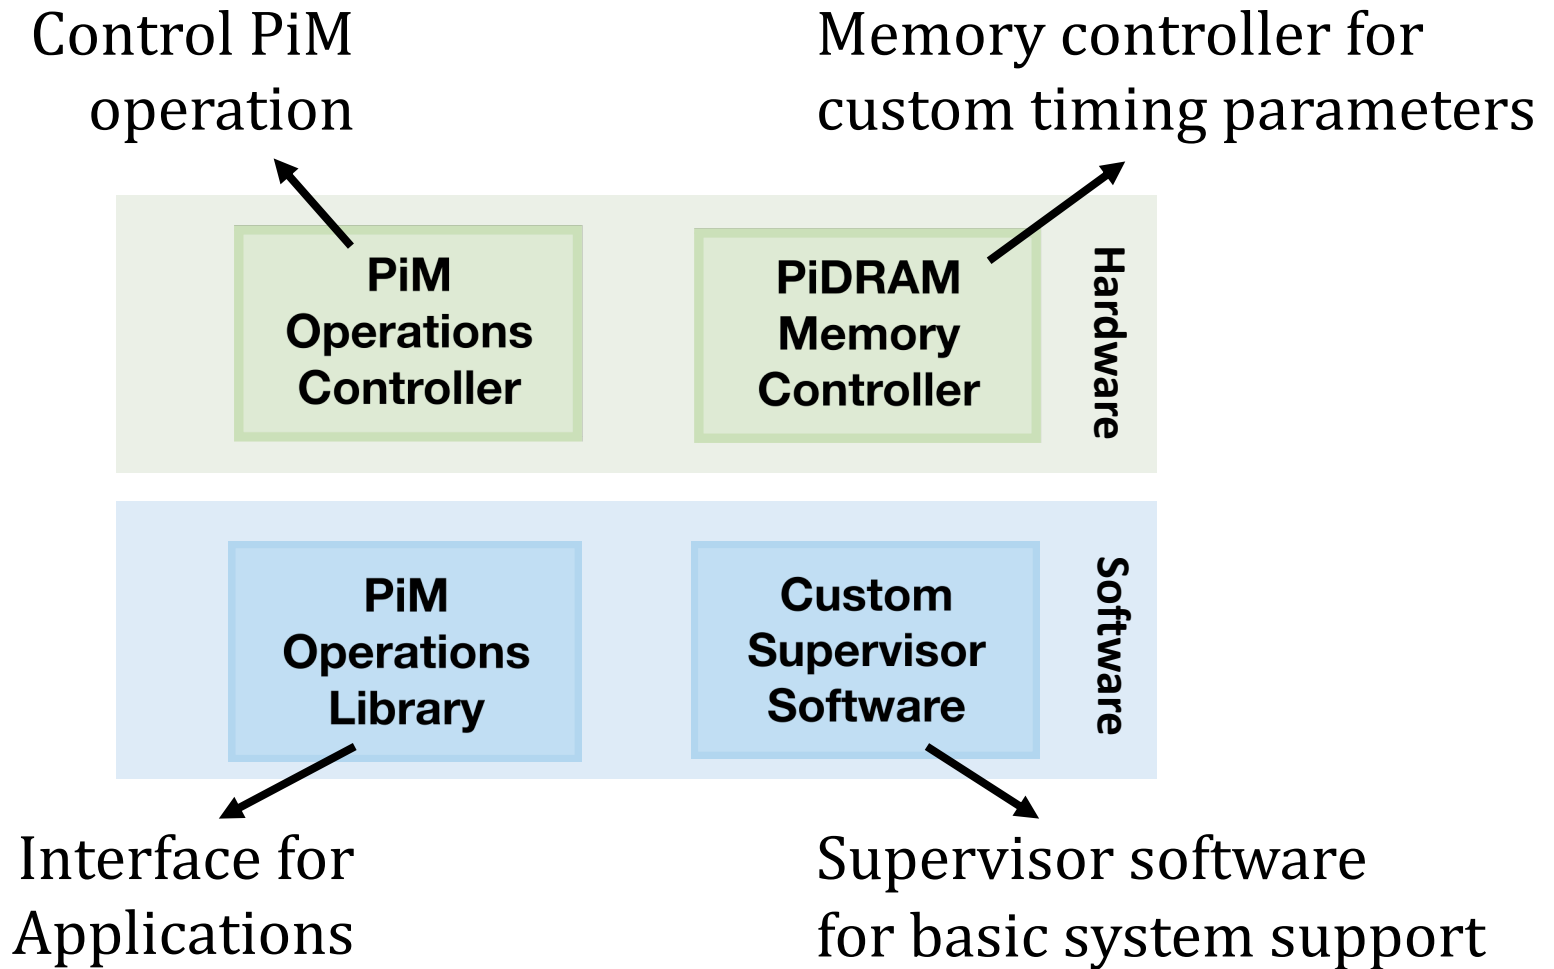 Control PiM
operation
Memory controller for
custom timing parameters
PiM
Operations
Controller
PiDRAM
Memory
Controller
Hardware
PiM
Operations
Library
Custom
Supervisor
Software
Software
Interface for
Applications
Supervisor software
for basic system support